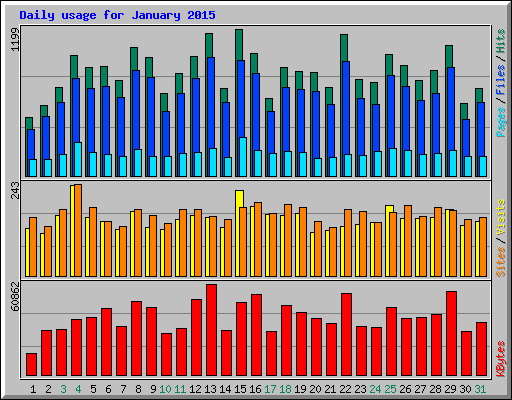 Daily usage for January 2015
1199
Pages / Files / Hits
243
Sites / Visits
60862
KBytes
1 2 3 4 5 6 7 8 9 10 11 12 13 14 15 16 17 18 19 20 21 22 23 24 25 26 27 28 29 30 31